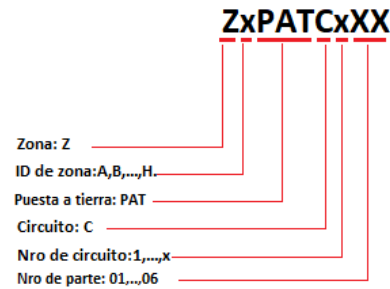 ZxPATCxXX
Zona: Z
ID de zona:A,B,...,H.
Puesta a tierra: PAT
Circuito: C
Nro de circuito:1,...,x
Nro de parte: 01,..,06